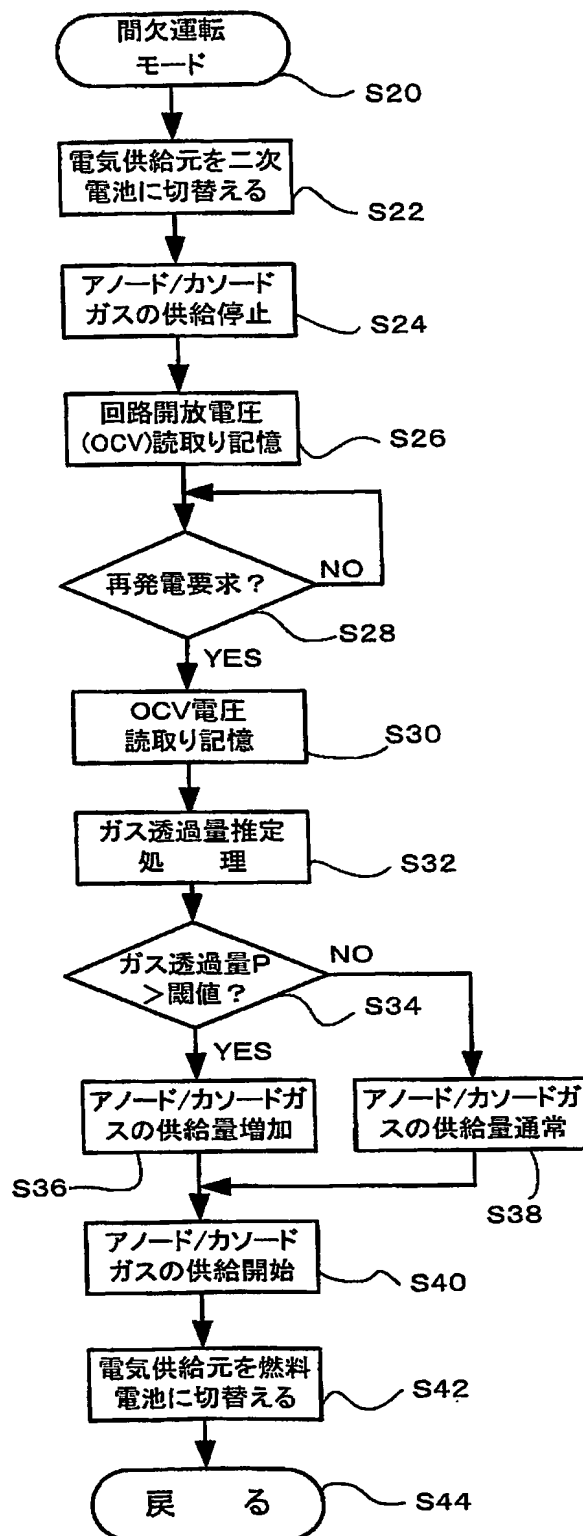 間欠運転
モード
S20
電気供給元を二次
電池に切替える
S22
アノード/カソード
ガスの供給停止
S24
回路開放電圧
(OCV)読取り記憶
S26
再発電要求?
NO
S28
YES
OCV電圧
読取り記憶
S30
ガス透過量推定
処 理
S32
ガス透過量P
>閾値?
NO
S34
YES
アノード/カソードガ
スの供給量増加
S36
アノード/カソードガ
スの供給量通常
S38
アノード/カソード
ガスの供給開始
S40
電気供給元を燃料
電池に切替える
S42
戻 る
S44